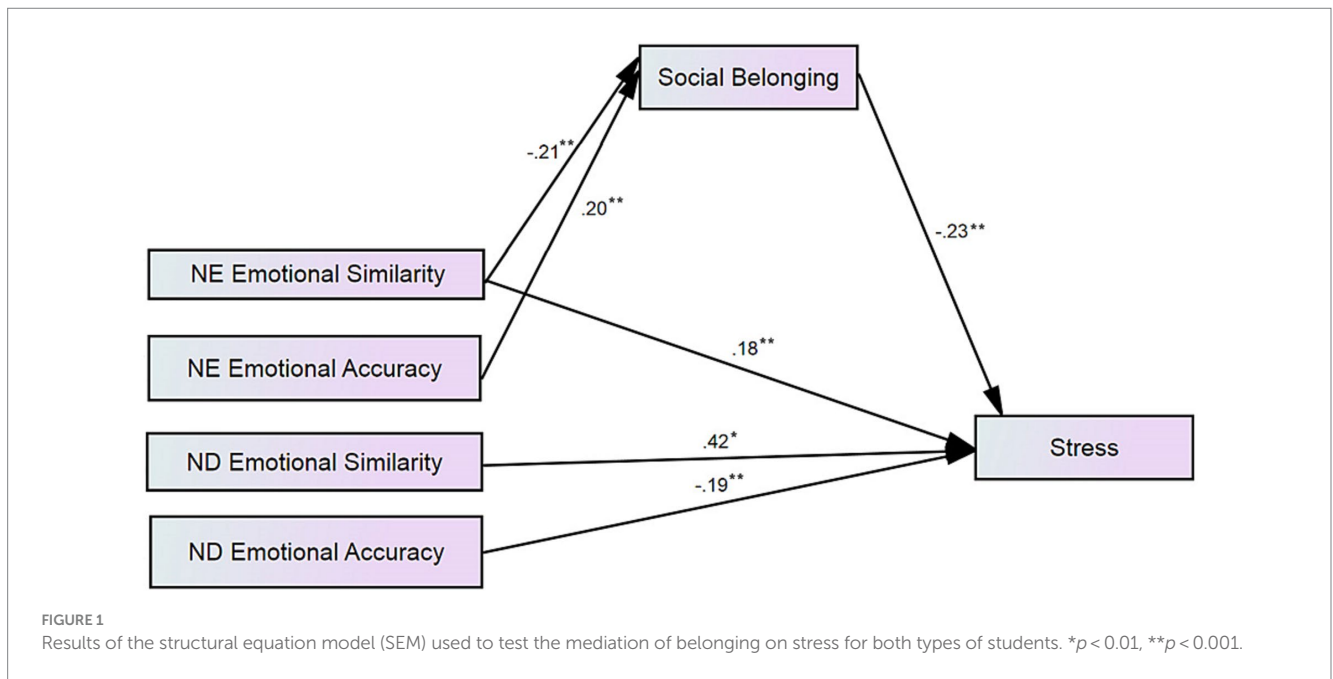 Social Belonging
-.21**
.20**
-.23**
NE Emotional Similarity
NE Emotional Accuracy
.18**
ND Emotional Similarity
.42*
Stress
-.19**
ND Emotional Accuracy
FIGURE 1
Results of the structural equation model (SEM) used to test the mediation of belonging on stress for both types of students. *p < 0.01, **p < 0.001.